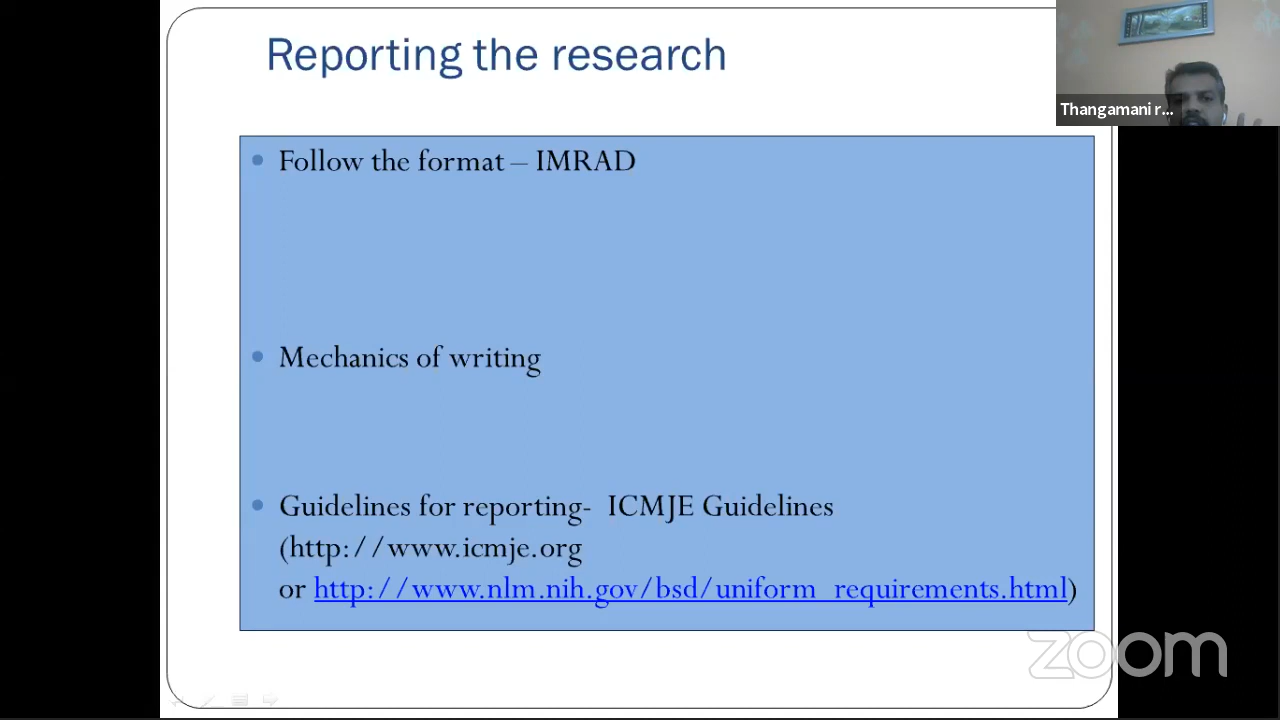 Reporting the research
Thangamani r...
• Follow the format – IMRAD
• Mechanics of writing
• Guidelines for reporting- ICMJE Guidelines
(http://www.icmje.org
or http://www.nlm.nih.gov/bsd/uniform_requirements.html)
zoom